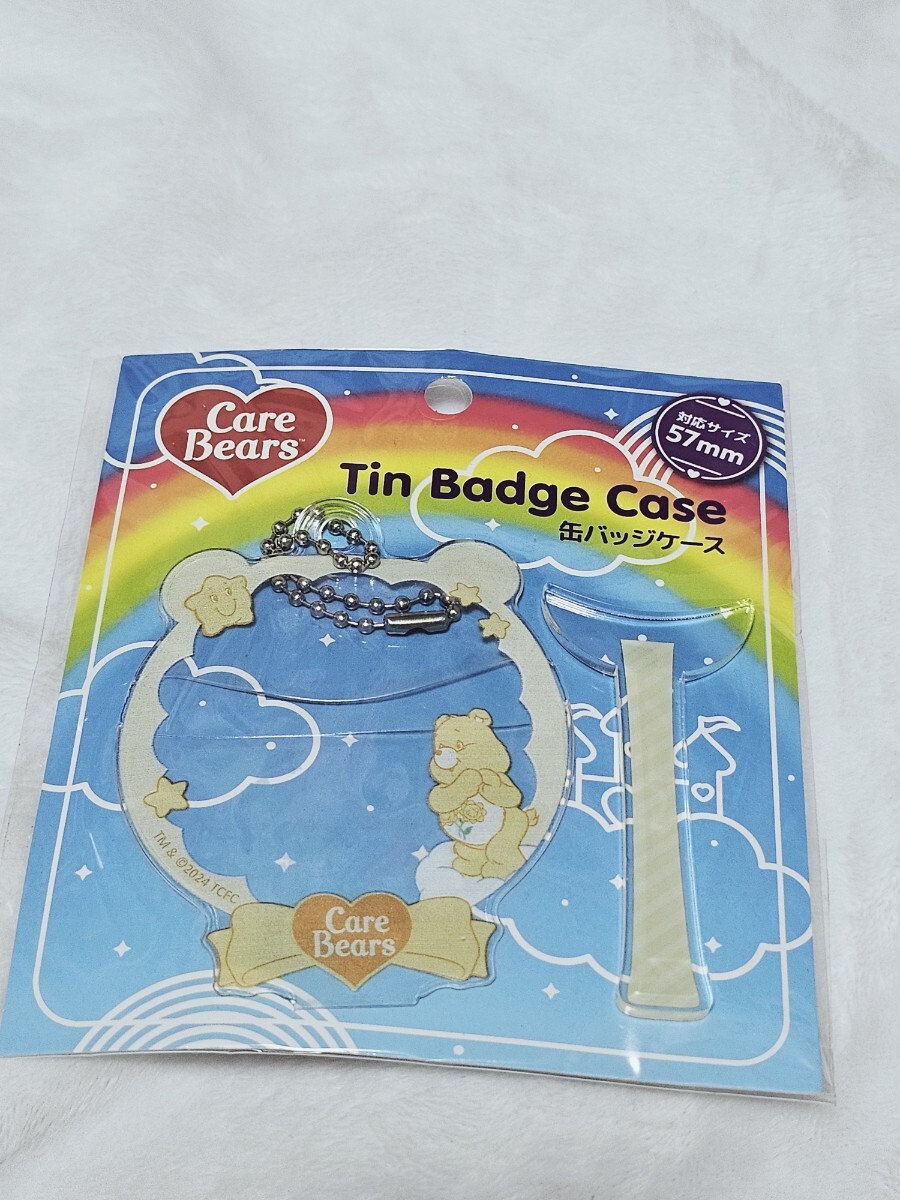 Care
Bears™
対応サイズ
57mm
Tin Badge Case
缶バッジケース
TM & ©2024 TCFC
Care
Bears